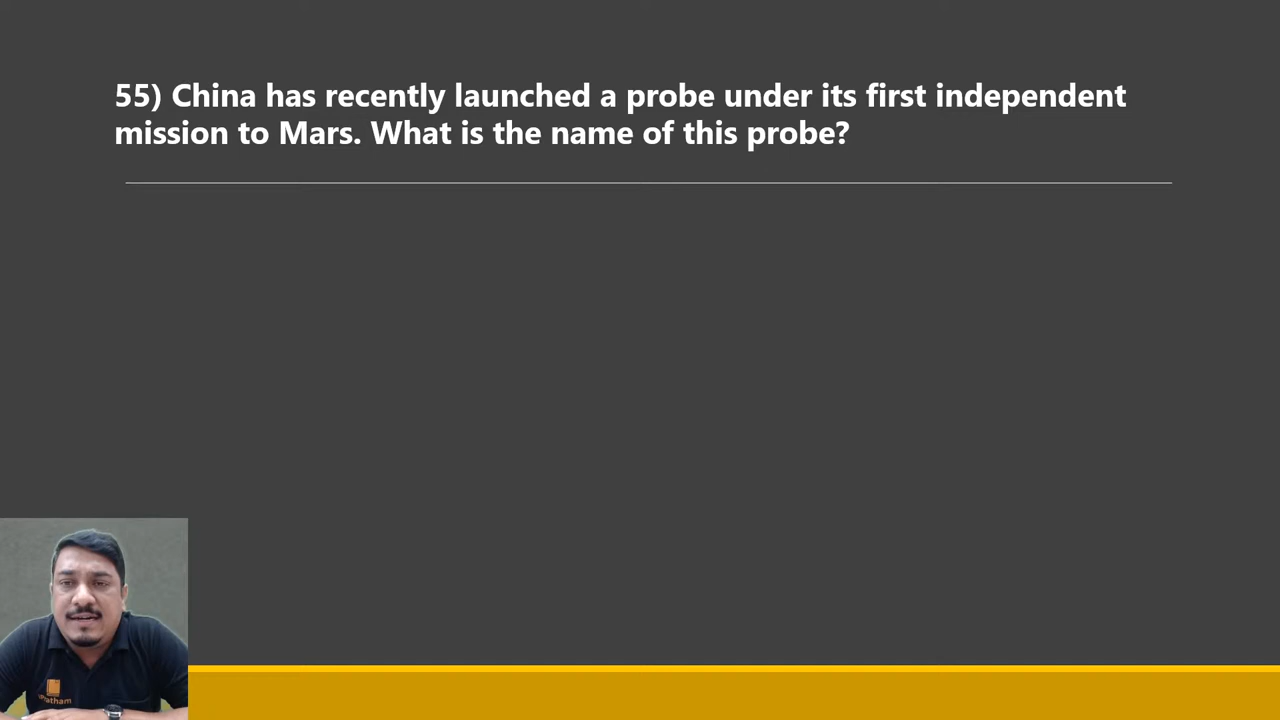 55) China has recently launched a probe under its first independent
mission to Mars. What is the name of this probe?
Pratham